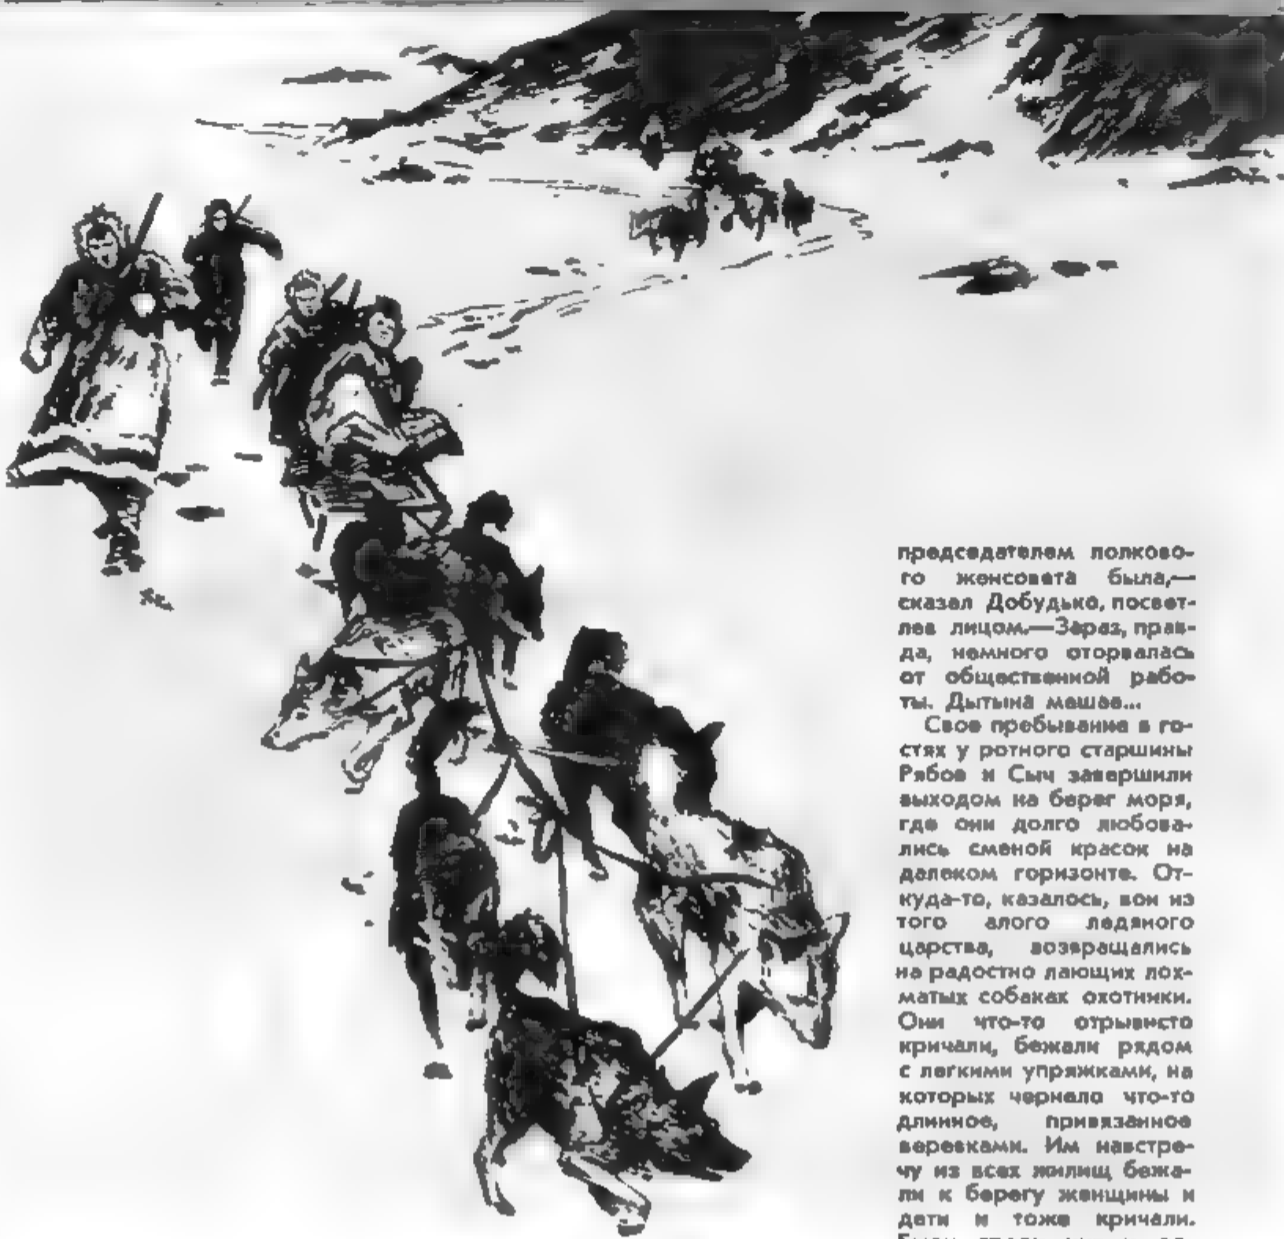 председателем полково-
го женсовета была,—
сказал Добудько, посвет-
лев лицом.—Зараз, прав-
да, немного оторвалась
от общественной рабо-
ты. Дытына мешае...
Свое пребывание в го-
стях у ротного старшины
Рябов и Сыч завершили
выходом на берег моря,
где они долго любова-
лись сменой красок на
далеком горизонте. От-
куда-то, казалось, вон из
того алого ледяного
царства, возвращались
на радостно лающих лох-
матых собаках охотники.
Они что-то отрывисто
кричали, бежали рядом
с легкими упряжками, на
которых чернело что-то
длинное, привязанное
веревками. Им навстре-
чу из всех жилищ бежа-
ли к берегу женщины и
дети и тоже кричали.